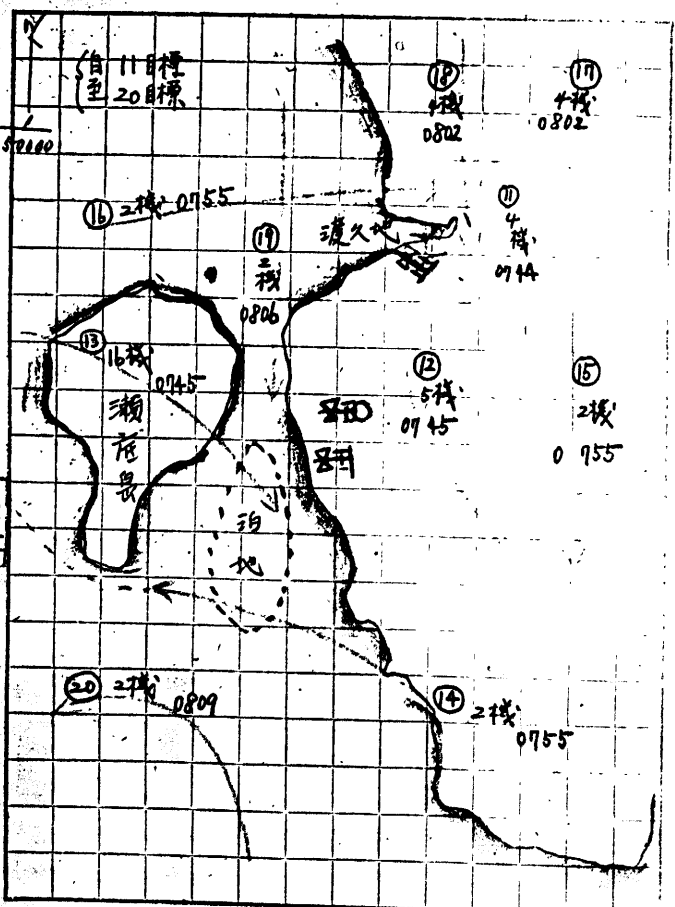 自 11目標
至 20目標
50000
⑱
4機
0802
⑰
4機
0802
⑯ 2機 0755
⑪
4
機
0744
渡久地
⑲
2
機
0806
⑬ 16機
0745
瀬底島
⑫
5機
0745
⑮
2機
0755
泊地
⑳ 2機 0809
⑭ 2機
0755